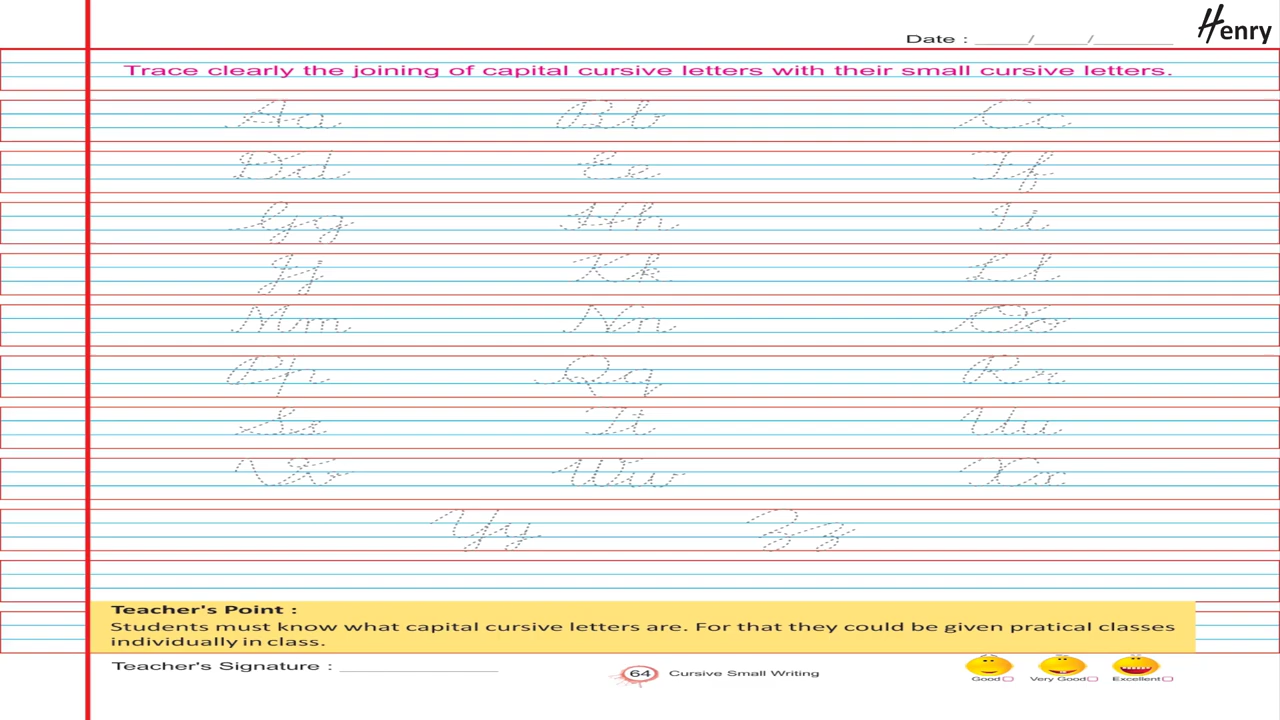 Henry
Date : _____/_____/________
Trace clearly the joining of capital cursive letters with their small cursive letters.
Aa Bb Cc
Dd Ee Ff
Gg Hh Ii
Jj Kk Ll
Mm Nn Oo
Pp Qq Rr
Ss Tt Uu
Vv Ww Xx
Yy Zz
Teacher's Point :
Students must know what capital cursive letters are. For that they could be given pratical classes
individually in class.
Teacher's Signature : ________________ 64 Cursive Small Writing
Good Very Good Excellent